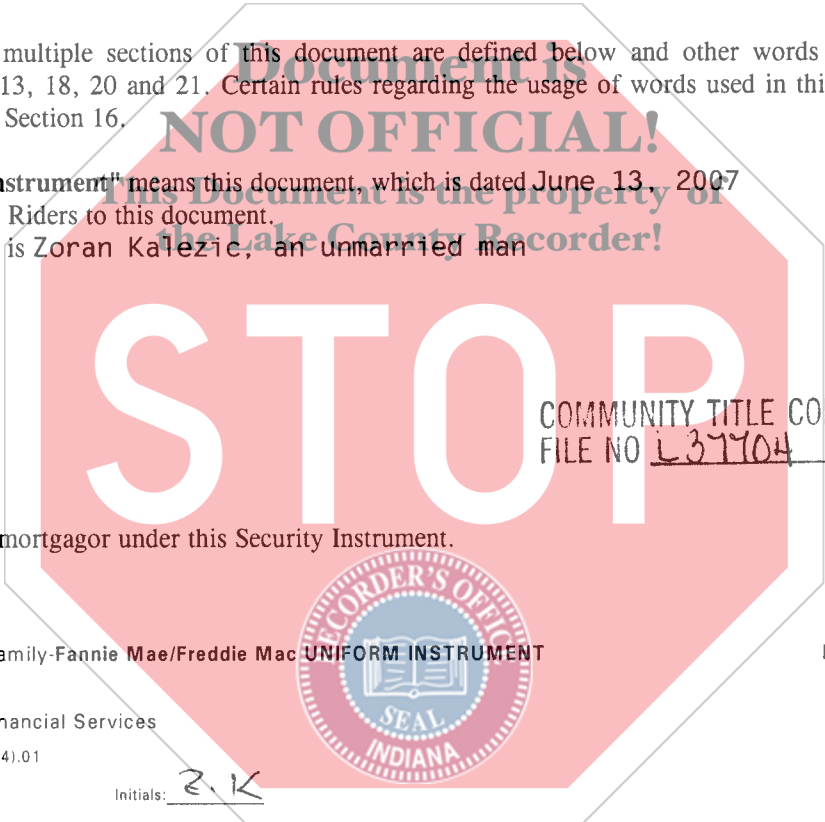 multiple sections of this document are defined below and other words
Document is
13, 18, 20 and 21. Certain rules regarding the usage of words used in thi
Section 16.
NOT OFFICIAL!
nstrument" means this document, which is dated June 13, 2007
This Document is the property of
Riders to this document.
the Lake County Recorder!
is Zoran Kalezic, an unmarried man
STOP
COMMUNITY TITLE CO
FILE NO L37704
mortgagor under this Security Instrument.
RECORDER'S OFFIC
amily-Fannie Mae/Freddie Mac UNIFORM INSTRUMENT
nancial Services
SEAL
4).01
INDIANA
Initials: Z.K